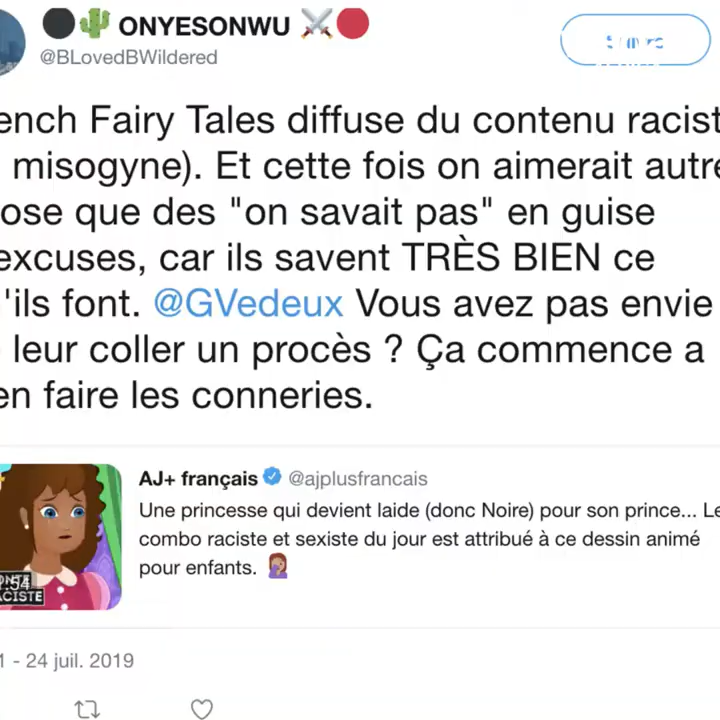 ONYESONWU
@BLovedBWildered
ench Fairy Tales diffuse du contenu racist
misogyne). Et cette fois on aimerait autre
ose que des "on savait pas" en guise
excuses, car ils savent TRÈS BIEN ce
'ils font. @GVedeux Vous avez pas envie
leur coller un procès ? Ça commence a
en faire les conneries.
AJ+ français @ajplusfrancais
Une princesse qui devient laide (donc Noire) pour son prince... Le
combo raciste et sexiste du jour est attribué à ce dessin animé
pour enfants.
CISTE
1 - 24 juil. 2019